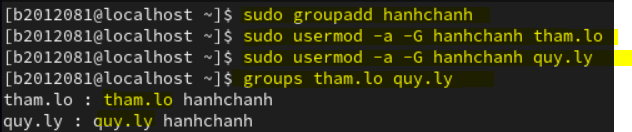 [b2012081@localhost ~]$ sudo groupadd hanhchanh
[b2012081@localhost ~]$ sudo usermod -a -G hanhchanh tham.lo
[b2012081@localhost ~]$ sudo usermod -a -G hanhchanh quy.ly
[b2012081@localhost ~]$ groups tham.lo quy.ly
tham.lo : tham.lo hanhchanh
quy.ly : quy.ly hanhchanh